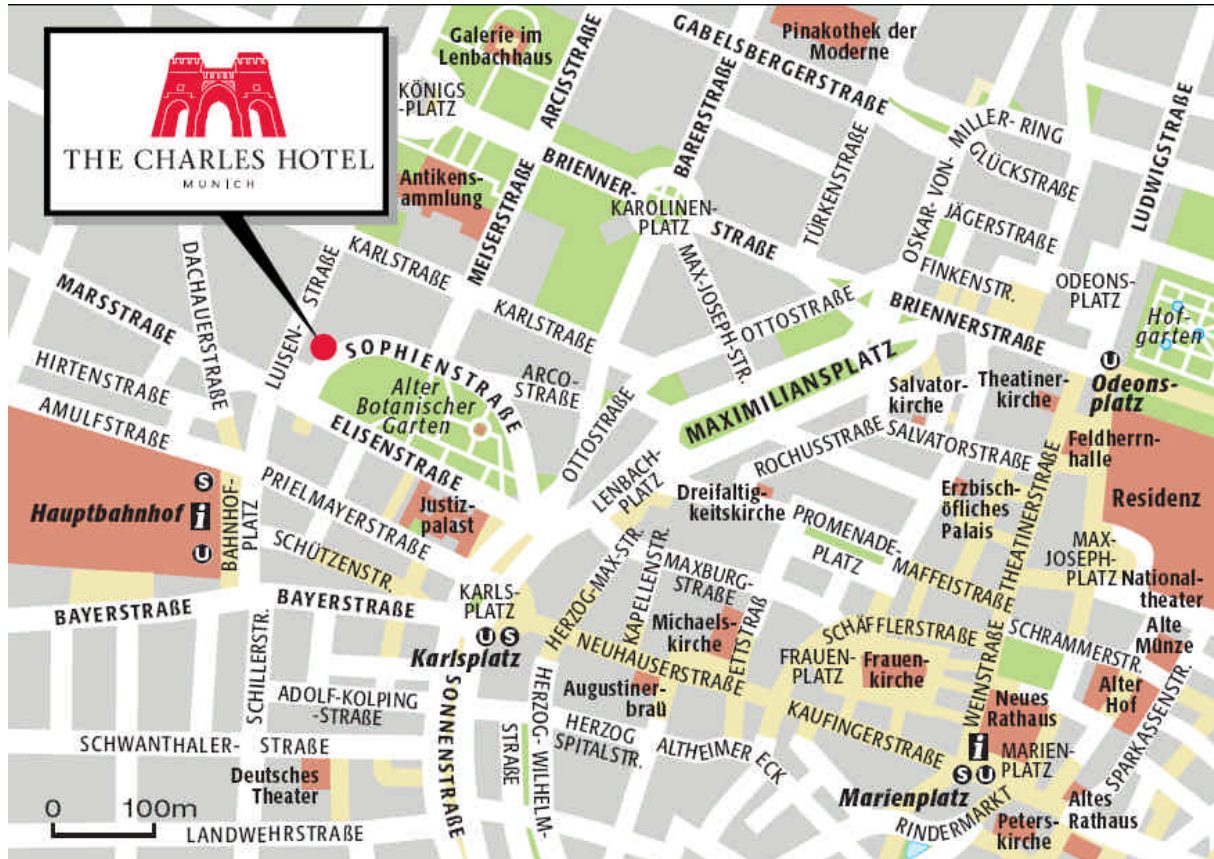 THE CHARLES HOTEL
MUNICH
Galerie im
Lenbachhaus
KÖNIGS
-PLATZ
ARCISSTRAßE
GABELSBERGERSTRAßE
Pinakothek der
Moderne
BARERSTRAßE
TÜRKENSTRAßE
OSKAR-VON-
MILLER- RING
GLÜCKSTRAßE
JÄGERSTRAßE
FINKENSTR.
LUDWIGSTRAßE
ODEONS-
PLATZ
Hof-
garten
Antikens-
ammlung
BRIENNER-
STRAßE
KAROLINEN-
PLATZ
MEISERSTRAßE
KARLSTRAßE
KARLSTRAßE
MAX-JOSEPH-STR.
OTTOSTRAßE
BRIENNERSTRAßE
DACHAUERSTRAßE
MARSSTRAßE
LUISEN-
STRAßE
HIRTENSTRAßE
AMULFSTRAßE
SOPHIENSTRAßE
Alter
Botanischer
Garten
ELISENSTRAßE
ARCO-
STRAßE
OTTOSTRAßE
MAXIMILIANSPLATZ
Salvator-
kirche
Theatiner-
kirche
U
Odeons-
platz
ROCHUSSTRAßE
SALVATORSTRAßE
Feldherrn-
halle
Residenz
LENBACH-
PLATZ
Dreifaltig-
keitskirche
Erzbisch-
öfliches
Palais
THEATINERSTRAßE
PROMENADE-
PLATZ
MAFFEISTRAßE
MAX-
JOSEPH-
PLATZ
National-
theater
S
Hauptbahnhof i
U
BAHNHOF-
PLATZ
PRIELMAYERSTRAßE
Justiz-
palast
SCHÜTZENSTR.
BAYERSTRAßE
BAYERSTRAßE
KARLS-
PLATZ
U S
Karlsplatz
HERZOG-MAX-STR.
KAPELLENSTR.
MAXBURG-
STRAßE
Michaels-
kirche
ETTSTRAß
NEUHAUSERSTRAßE
SCHÄFFLERSTRAßE
FRAUEN-
PLATZ
Frauen-
kirche
WEINSTRAßE
SCHRAMMERSTR.
Alte
Münze
Alter
Hof
SPARKASSENSTR.
SCHILLERSTR.
ADOLF-KOLPING
-STRAßE
SCHWANTHALER- STRAßE
Deutsches
Theater
LANDWEHRSTRAßE
SONNENSTRAßE
HERZOG-WILHELM-
STRAßE
Augustiner-
bräu
HERZOG
SPITALSTR.
ALTHEIMER ECK
KAUFINGERSTRAßE
Neues
Rathaus
i
MARIEN-
PLATZ
S U
Marienplatz
RINDERMARKT
Peters-
kirche
Altes
Rathaus
0 100m